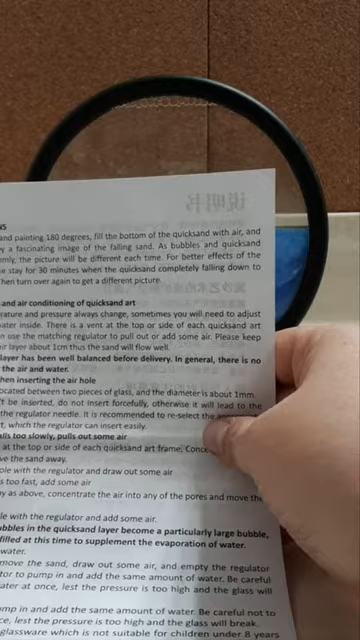 NS
and painting 180 degrees, fill the bottom of the quicksand with air, and
y a fascinating image of the falling sand. As bubbles and quicksand
mly, the picture will be different each time. For better effects of the
e stay for 30 minutes when the quicksand completely falling down to
hen turn over again to get a different picture.
and air conditioning of quicksand art
rature and pressure always change, sometimes you will need to adjust
ater inside. There is a vent at the top or side of each quicksand art
n use the matching regulator to pull out or add some air. Please keep
ir layer about 1cm thus the sand will flow well.
layer has been well balanced before delivery. In general, there is no
the air and water.
hen inserting the air hole
ocated between two pieces of glass, and the diameter is about 1mm.
't be inserted, do not insert forcefully, otherwise it will lead to the
the regulator needle. It is recommended to re-select the
t, which the regulator can insert easily.
alls too slowly, pulls out some air
at the top or side of each quicksand art frame.
ve the sand away.
ole with the regulator and draw out some air
s too fast, add some air
y as above, concentrate the air into any of the pores and move the
le with the regulator and add some air.
ubbles in the quicksand layer become a particularly large bubble,
filled at this time to supplement the evaporation of water.
water.
move the sand, draw out some air, and empty the regulator
tor to pump in and add the same amount of water. Be careful
ater at once, lest the pressure is too high and the glass will
ump in and add the same amount of water. Be careful not to
ce, lest the pressure is too high and the glass will break.
glassware which is not suitable for children under 8 years